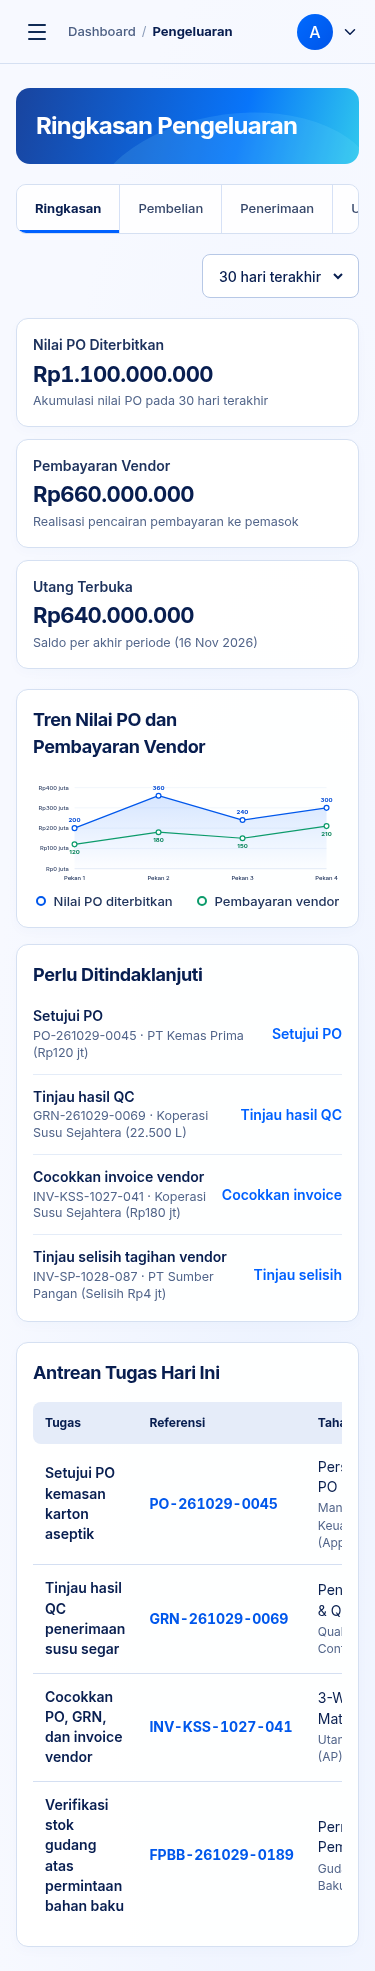 Dashboard / Pengeluaran
A
Ringkasan Pengeluaran
Ringkasan Pembelian Penerimaan
30 hari terakhir
Nilai PO Diterbitkan
Rp1.100.000.000
Akumulasi nilai PO pada 30 hari terakhir
Pembayaran Vendor
Rp660.000.000
Realisasi pencairan pembayaran ke pemasok
Utang Terbuka
Rp640.000.000
Saldo per akhir periode (16 Nov 2026)
Tren Nilai PO dan
Pembayaran Vendor
Rp400 juta
Rp300 juta
Rp200 juta
Rp100 juta
Rp0 juta
200
360
240
300
120
180
150
210
Pekan 1 Pekan 2 Pekan 3 Pekan 4
Nilai PO diterbitkan Pembayaran vendor
Perlu Ditindaklanjuti
Setujui PO
PO-261029-0045 · PT Kemas Prima
(Rp120 jt)
Setujui PO
Tinjau hasil QC
GRN-261029-0069 · Koperasi
Susu Sejahtera (22.500 L)
Tinjau hasil QC
Cocokkan invoice vendor
INV-KSS-1027-041 · Koperasi
Susu Sejahtera (Rp180 jt)
Cocokkan invoice
Tinjau selisih tagihan vendor
INV-SP-1028-087 · PT Sumber
Pangan (Selisih Rp4 jt)
Tinjau selisih
Antrean Tugas Hari Ini
Tugas Referensi
Setujui PO
kemasan
karton
aseptik
PO-261029-0045
PO
Tinjau hasil
QC
penerimaan
susu segar
GRN-261029-0069
Cocokkan
PO, GRN,
dan invoice
vendor
INV-KSS-1027-041
(AP)
Verifikasi
stok
gudang
atas
permintaan
bahan baku
FPBB-261029-0189